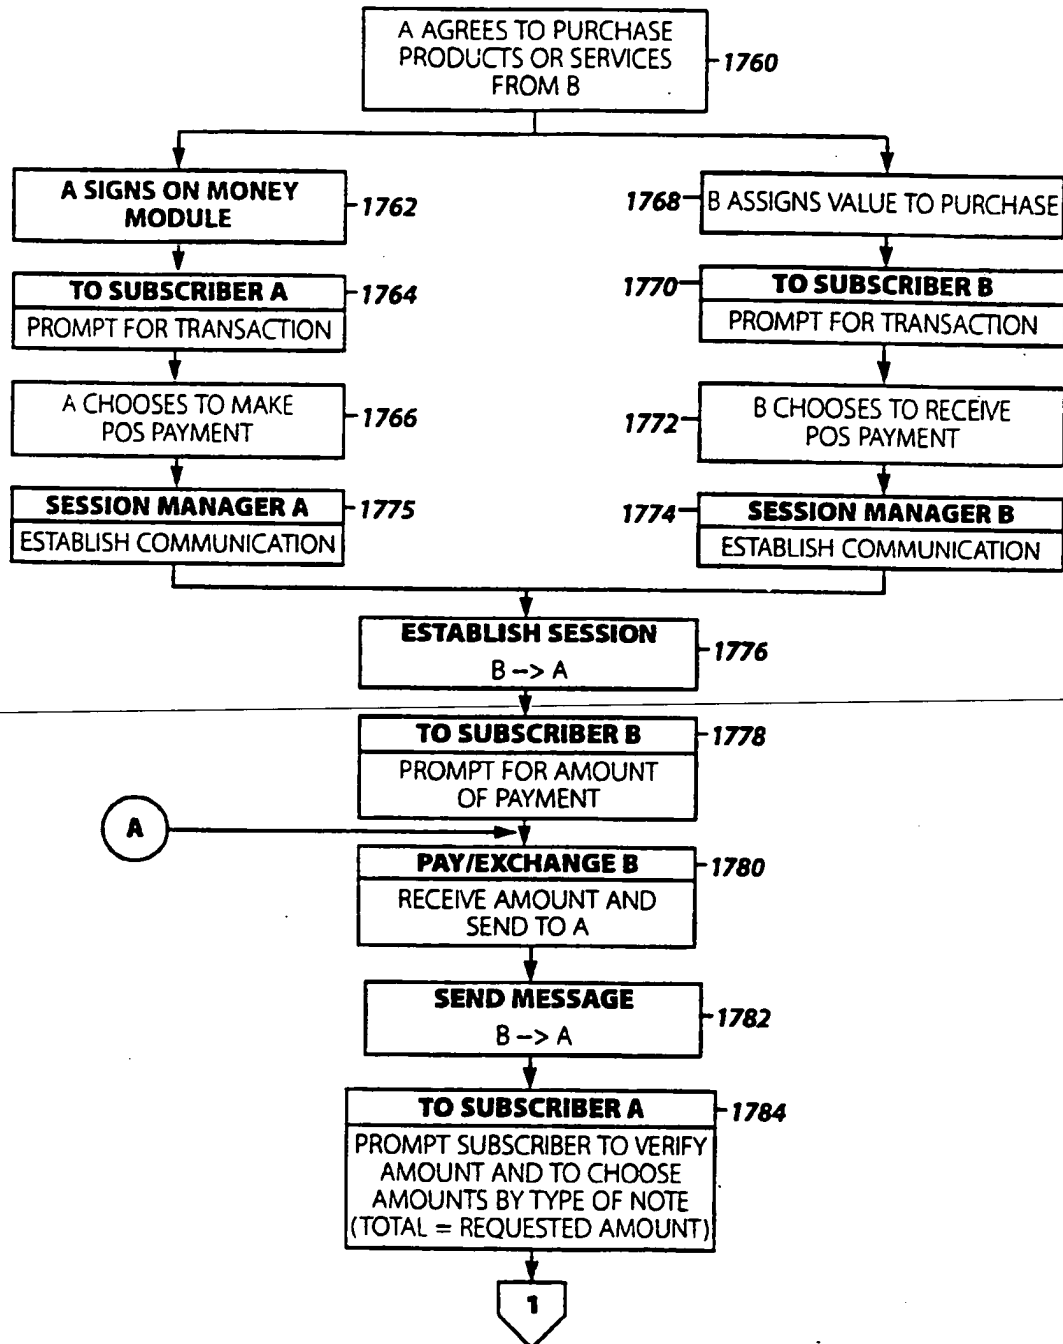 A AGREES TO PURCHASE
PRODUCTS OR SERVICES
FROM B
1760
A SIGNS ON MONEY
MODULE
1762
TO SUBSCRIBER A
PROMPT FOR TRANSACTION
1764
A CHOOSES TO MAKE
POS PAYMENT
1766
SESSION MANAGER A
ESTABLISH COMMUNICATION
1775
1768
B ASSIGNS VALUE TO PURCHASE
1770
TO SUBSCRIBER B
PROMPT FOR TRANSACTION
1772
B CHOOSES TO RECEIVE
POS PAYMENT
1774
SESSION MANAGER B
ESTABLISH COMMUNICATION
ESTABLISH SESSION
B --> A
1776
TO SUBSCRIBER B
PROMPT FOR AMOUNT
OF PAYMENT
1778
A
PAY/EXCHANGE B
RECEIVE AMOUNT AND
SEND TO A
1780
SEND MESSAGE
B --> A
1782
TO SUBSCRIBER A
PROMPT SUBSCRIBER TO VERIFY
AMOUNT AND TO CHOOSE
AMOUNTS BY TYPE OF NOTE
(TOTAL = REQUESTED AMOUNT)
1784
1